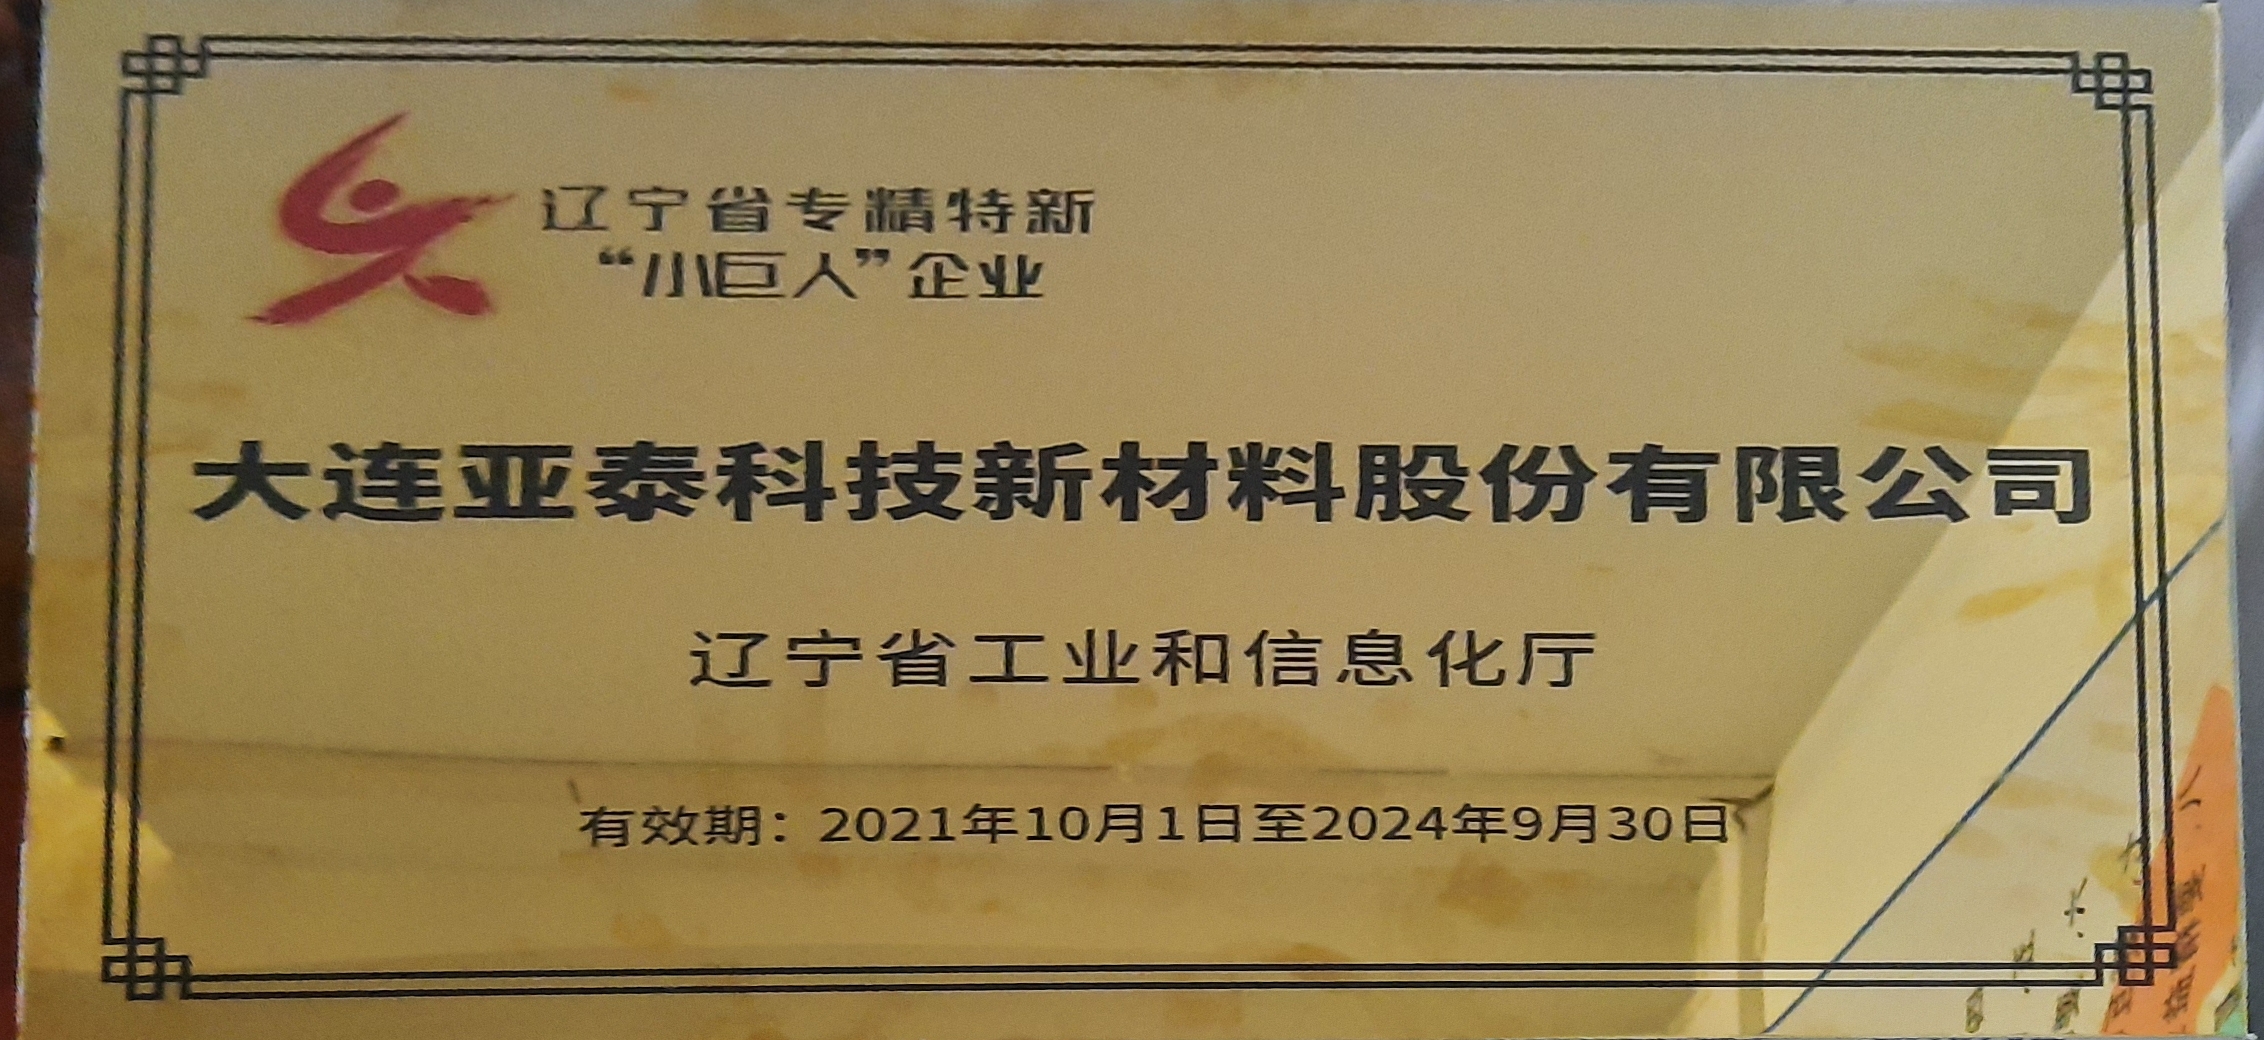 辽宁省专精特新
“小巨人”企业
大连亚泰科技新材料股份有限公司
辽宁省工业和信息化厅
有效期：2021年10月1日至2024年9月30日